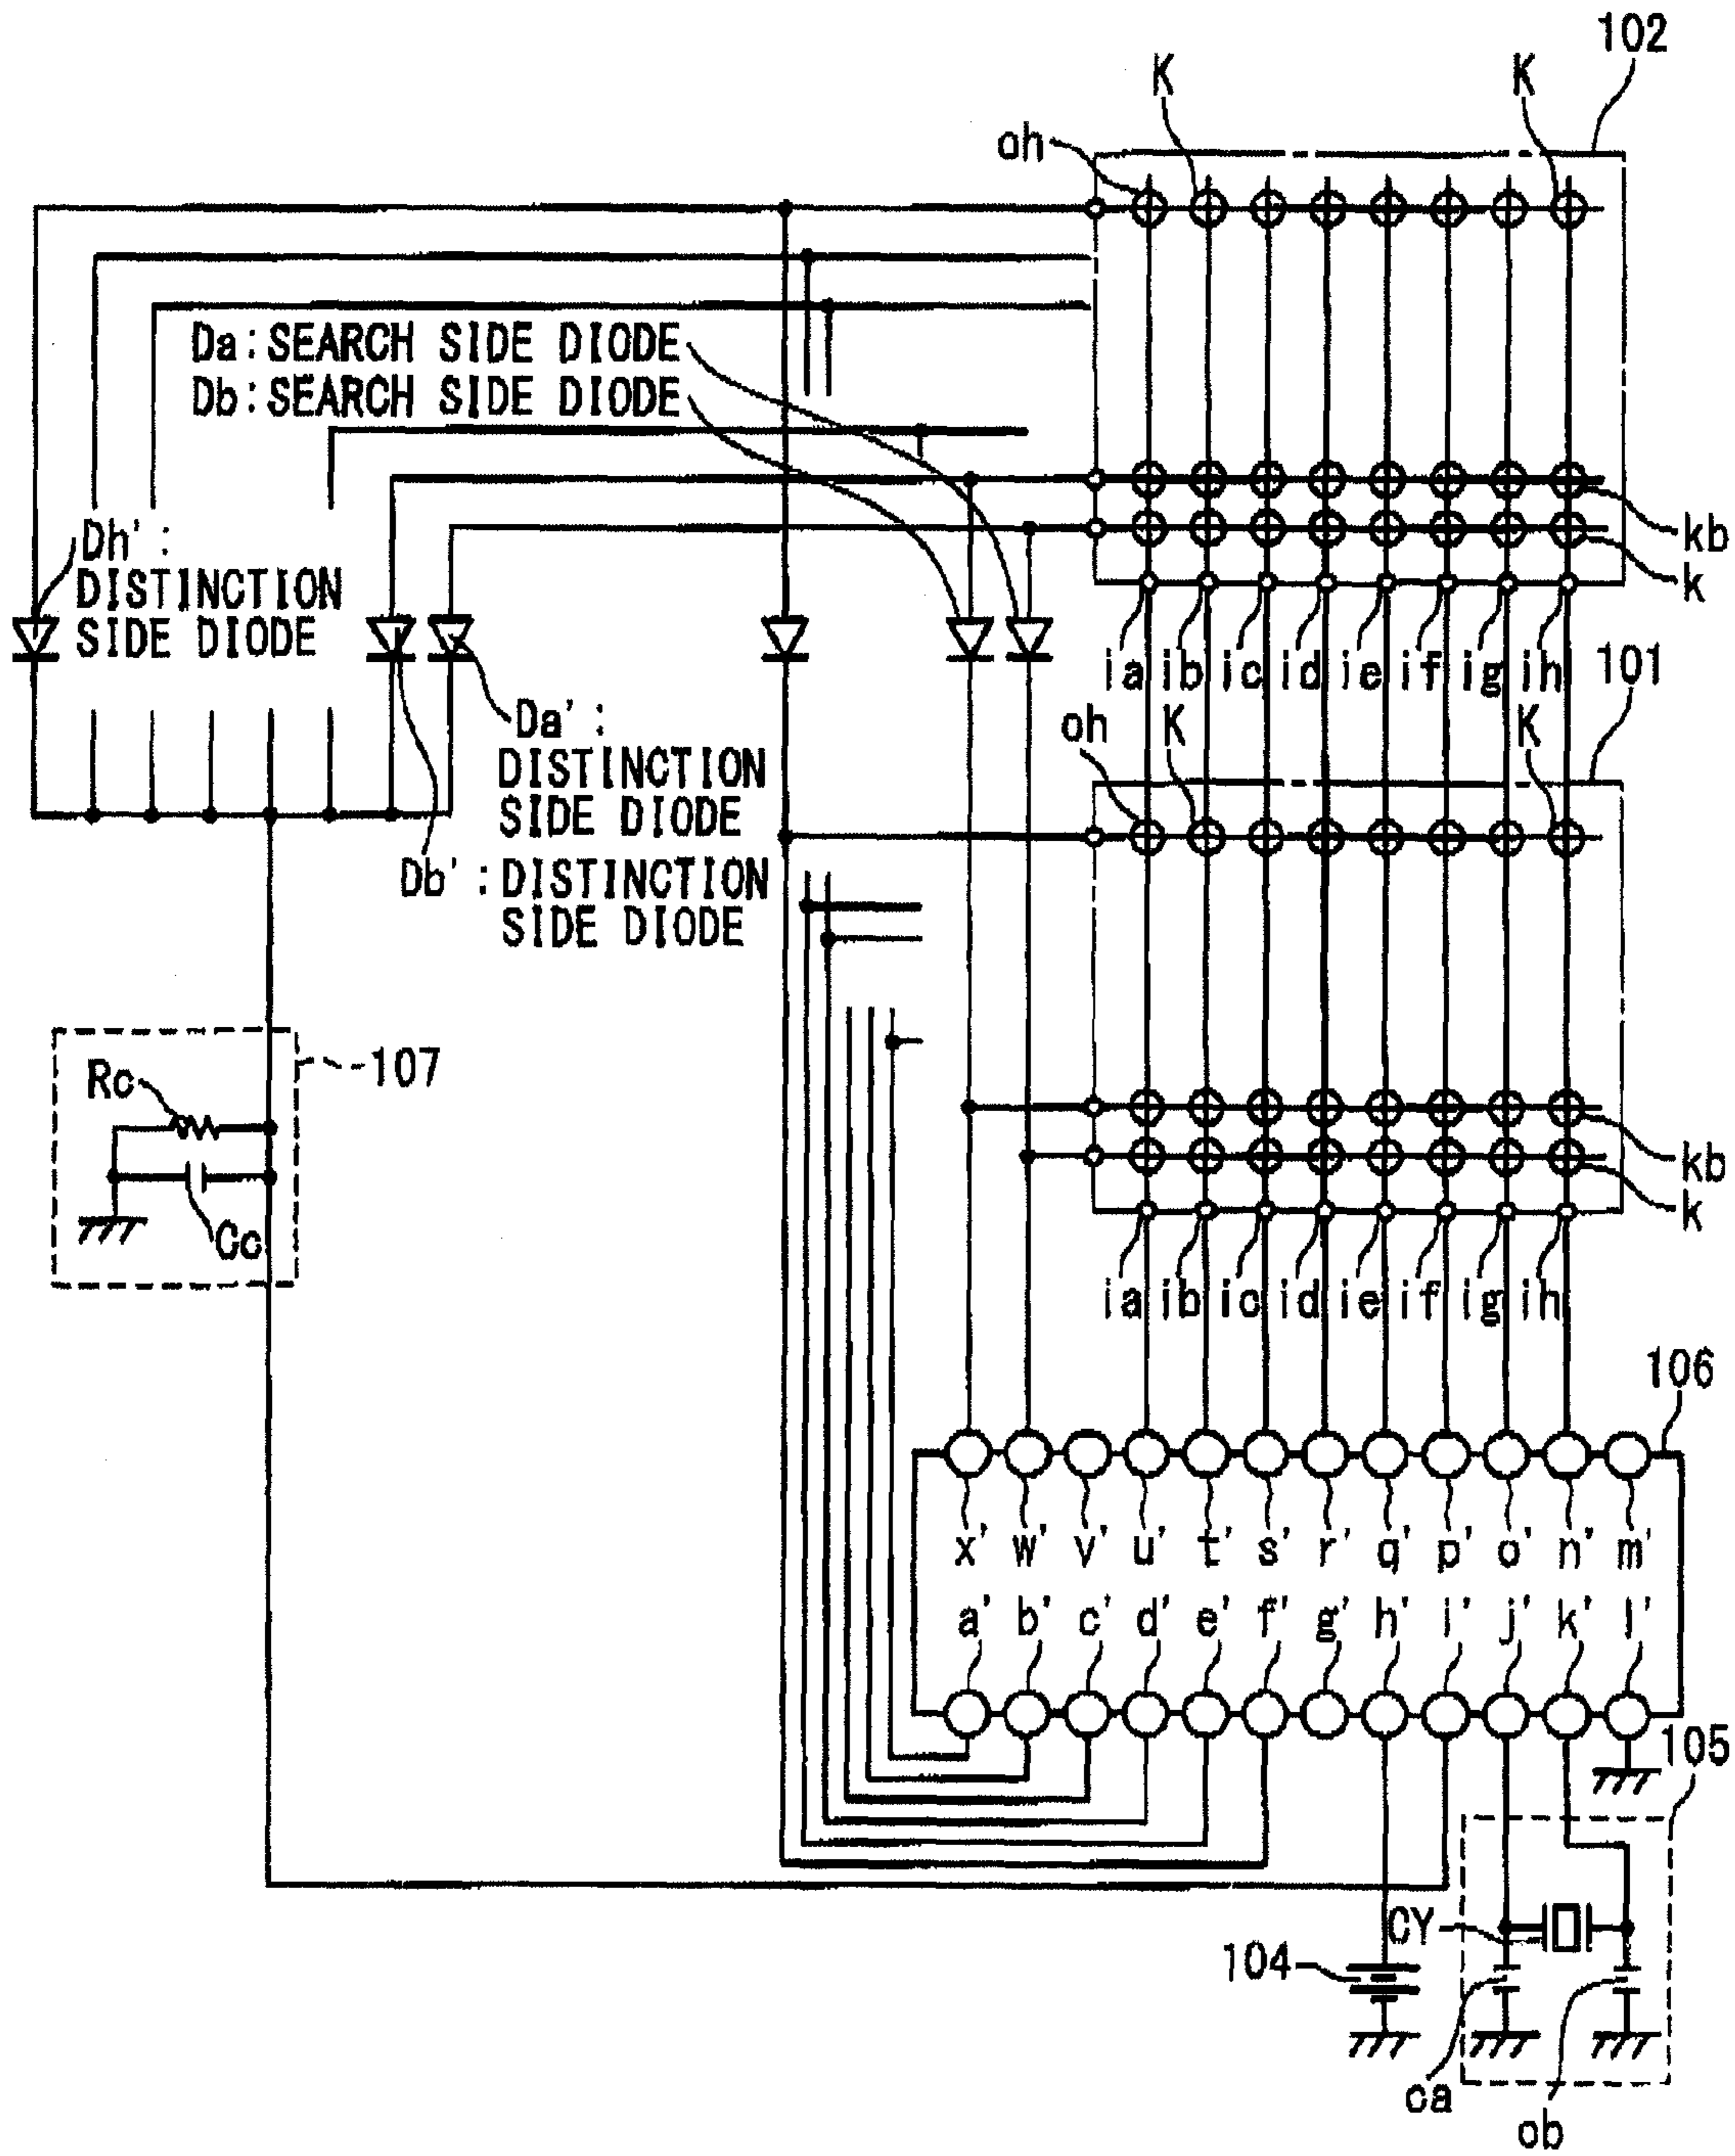 102
K K
oh
Da:SEARCH SIDE DIODE
Db:SEARCH SIDE DIODE
kb
k
Dh':
DISTINCTION
SIDE DIODE
ia ib ic id ie if ig ih
101
Da':
DISTINCTION
SIDE DIODE
oh K K
Db':DISTINCTION
SIDE DIODE
107
Rc
Cc
kb
k
ia ib ic id ie if ig ih
106
x' w' v' u' t' s' r' q' p' o' n' m'
a' b' c' d' e' f' g' h' i' j' k' l'
105
CY
104
ca
cb